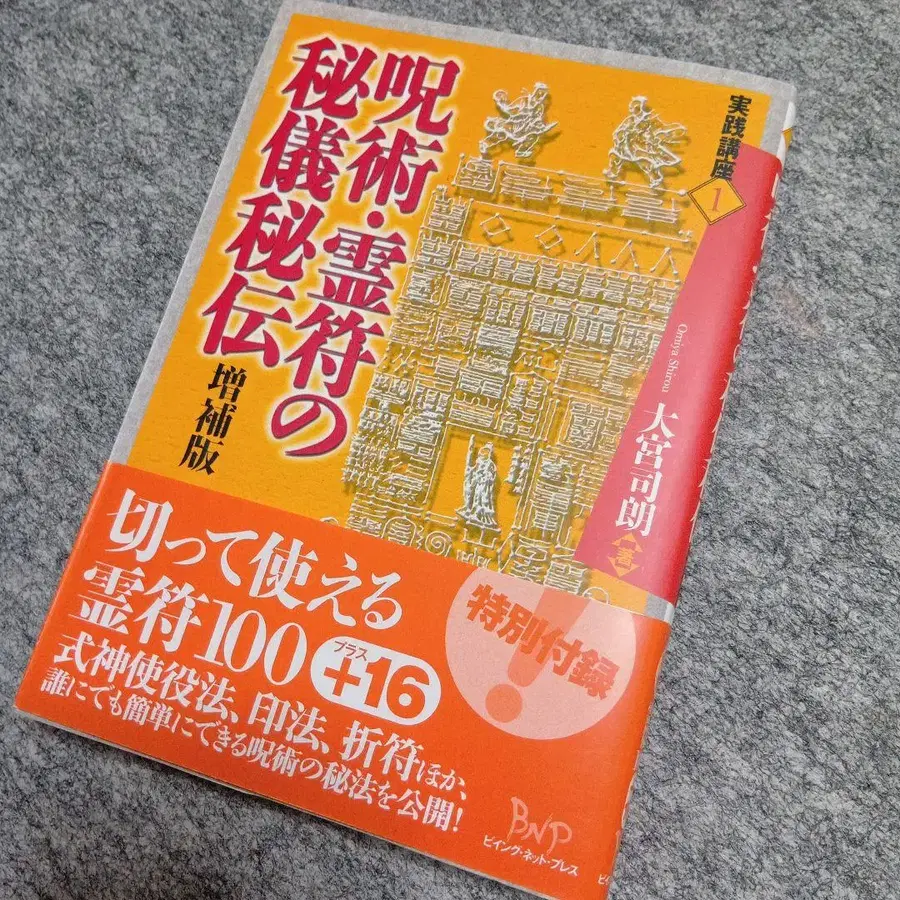 実践講座
1
呪術・霊符の
秘儀秘伝
増補版
Omiya Shirou
大宮司朗
著
特別付録
!
切って使える
霊符100
プラス
+16
式神使役法、印法、折符ほか、
誰にでも簡単にできる呪術の秘法を公開!
BNP
ビイング・ネット・プレス